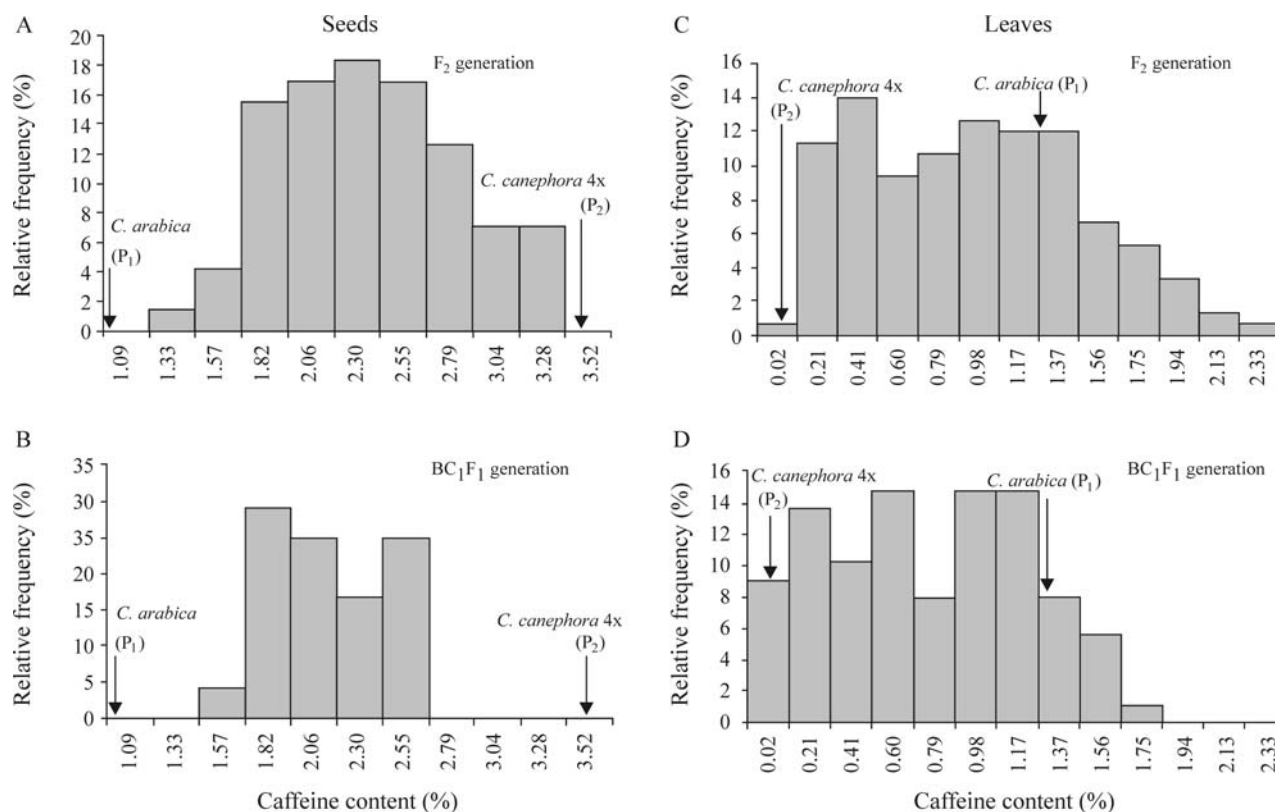 A
Seeds
F2 generation
Relative frequency (%)
20
18
16
14
12
10
8
6
4
2
0
C. arabica
(P1)
C. canephora 4x
(P2)
1.09
1.33
1.57
1.82
2.06
2.30
2.55
2.79
3.04
3.28
3.52
C
Leaves
F2 generation
Relative frequency (%)
16
14
12
10
8
6
4
2
0
C. canephora 4x
(P2)
C. arabica (P1)
0.02
0.21
0.41
0.60
0.79
0.98
1.17
1.37
1.56
1.75
1.94
2.13
2.33
B
BC1F1 generation
Relative frequency (%)
35
30
35
20
15
10
5
0
C. arabica
(P1)
C. canephora 4x
(P2)
1.09
1.33
1.57
1.82
2.06
2.30
2.55
2.79
3.04
3.28
3.52
Caffeine content (%)
D
BC1F1 generation
Relative frequency (%)
16
14
12
10
8
6
4
2
0
C. canephora 4x
(P2)
C. arabica (P1)
0.02
0.21
0.41
0.60
0.79
0.98
1.17
1.37
1.56
1.75
1.94
2.13
2.33
Caffeine content (%)